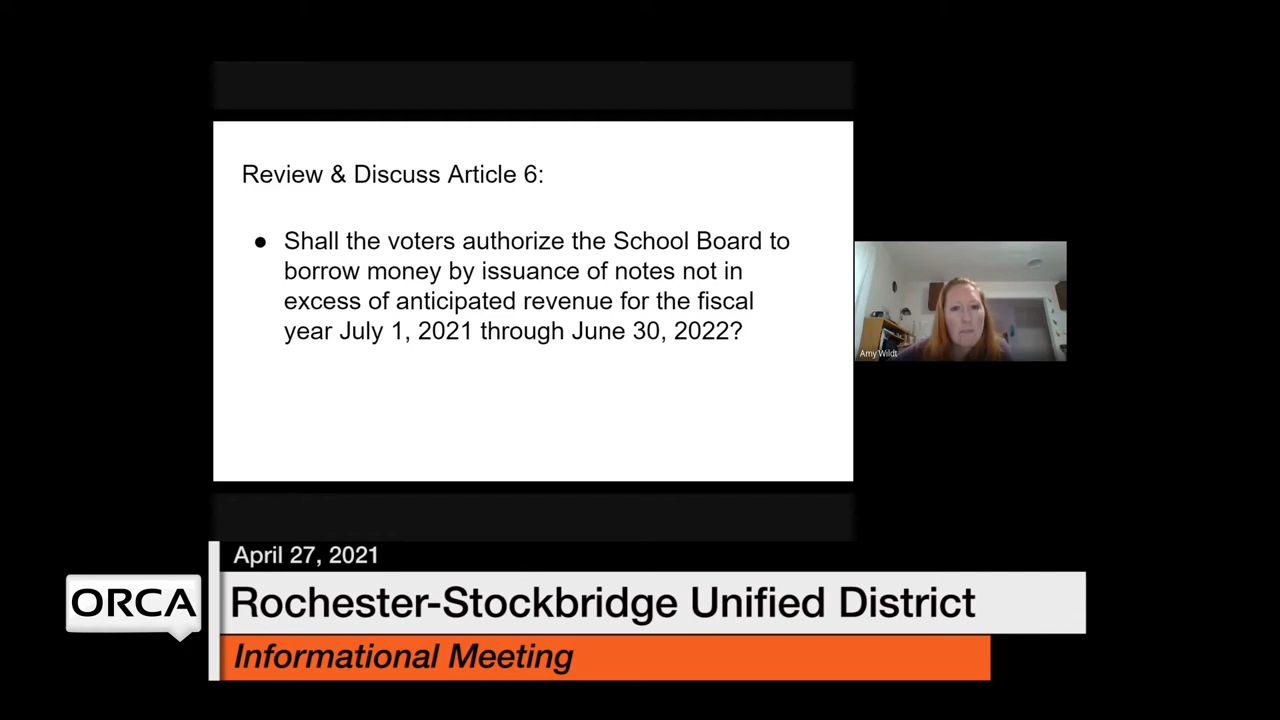 Review & Discuss Article 6:
● Shall the voters authorize the School Board to
borrow money by issuance of notes not in
excess of anticipated revenue for the fiscal
year July 1, 2021 through June 30, 2022?
Amy Wildt
April 27, 2021
ORCA
Rochester-Stockbridge Unified District
Informational Meeting